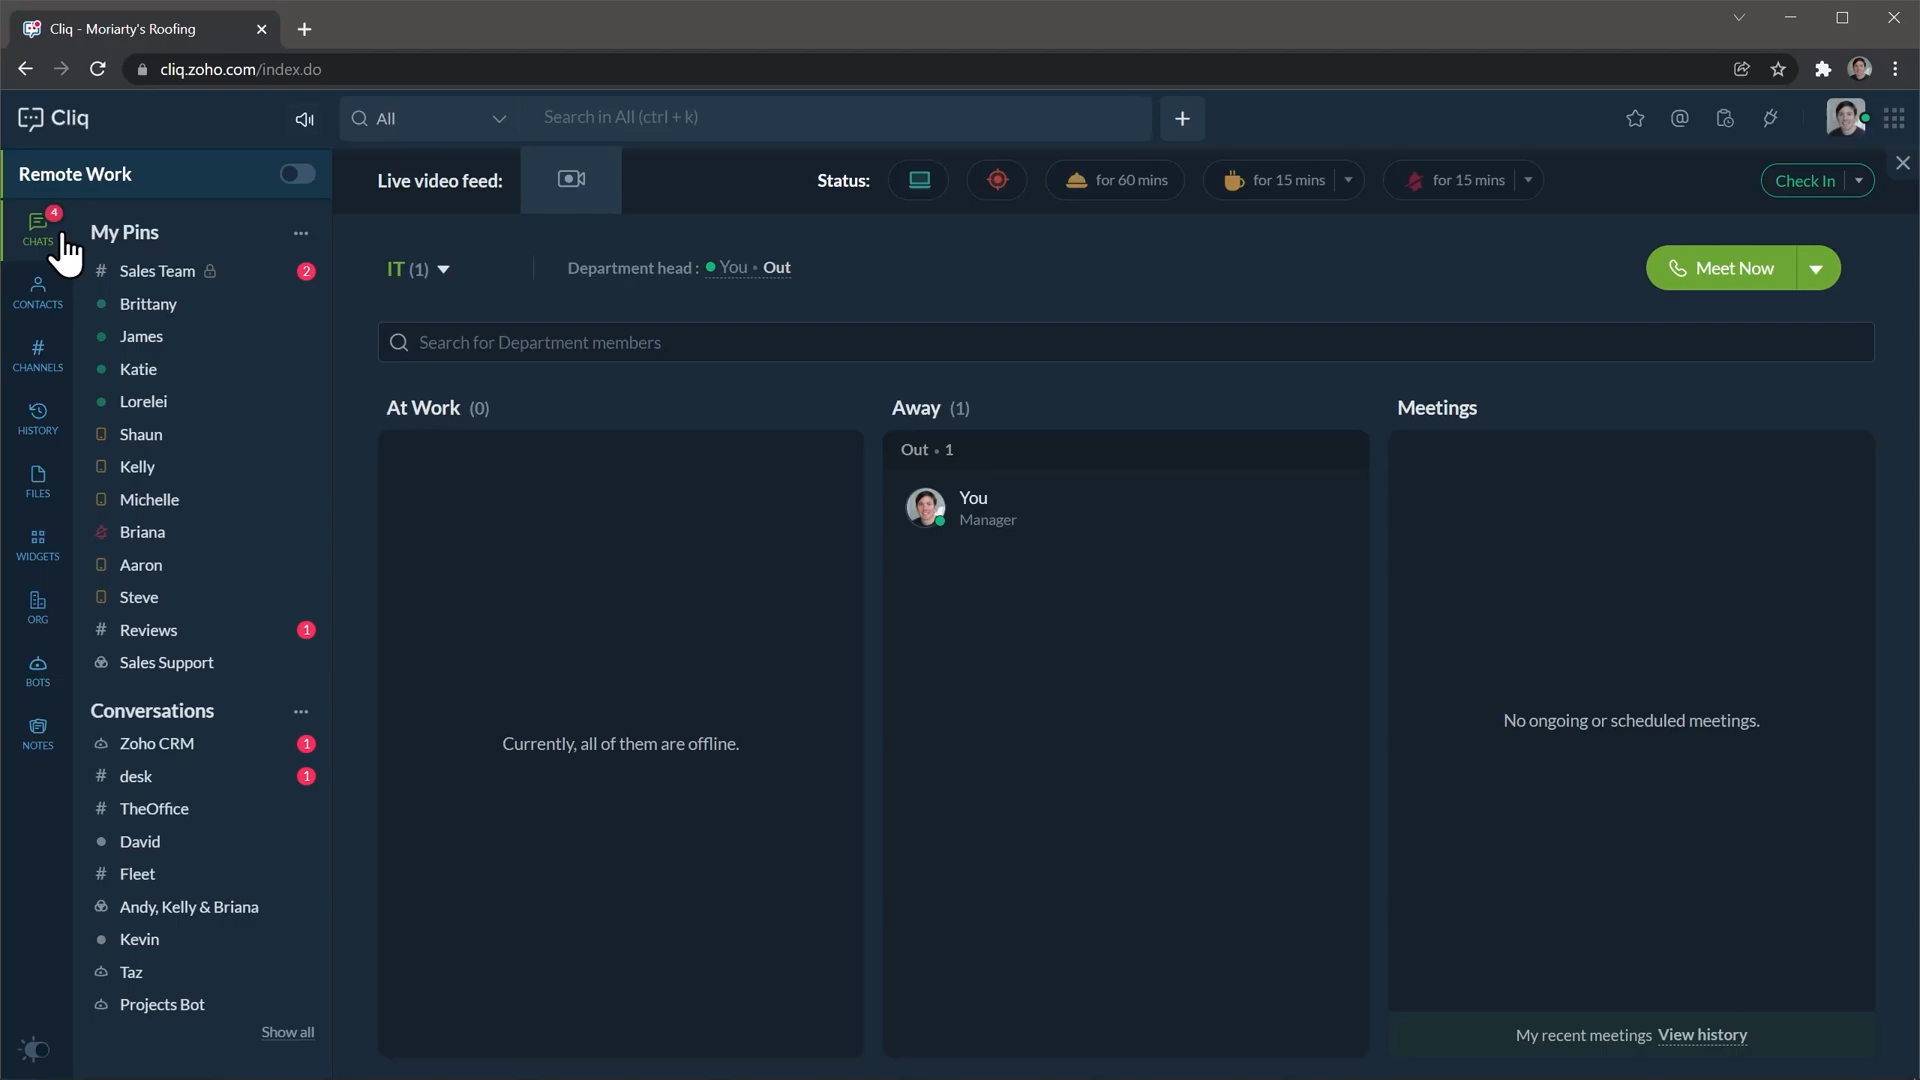 Cliq - Moriarty's Roofing
cliq.zoho.com/index.do
Cliq
All
Search in All (ctrl + k)
Remote Work
Live video feed:
Status:
for 60 mins
for 15 mins
for 15 mins
Check In
4
CHATS
CONTACTS
CHANNELS
HISTORY
FILES
WIDGETS
ORG
BOTS
NOTES
My Pins
# Sales Team 2
Brittany
James
Katie
Lorelei
Shaun
Kelly
Michelle
Briana
Aaron
Steve
# Reviews 1
Sales Support
Conversations
Zoho CRM 1
# desk 1
# TheOffice
David
# Fleet
Andy, Kelly & Briana
Kevin
Taz
Projects Bot
Show all
IT (1)
Department head : You • Out
Meet Now
Search for Department members
At Work (0)
Currently, all of them are offline.
Away (1)
Out • 1
You
Manager
Meetings
No ongoing or scheduled meetings.
My recent meetings View history